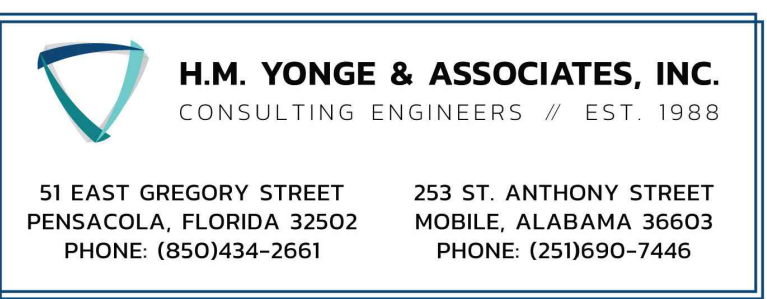 H.M. YONGE & ASSOCIATES, INC.
CONSULTING ENGINEERS // EST. 1988
51 EAST GREGORY STREET
PENSACOLA, FLORIDA 32502
PHONE: (850)434-2661
253 ST. ANTHONY STREET
MOBILE, ALABAMA 36603
PHONE: (251)690-7446